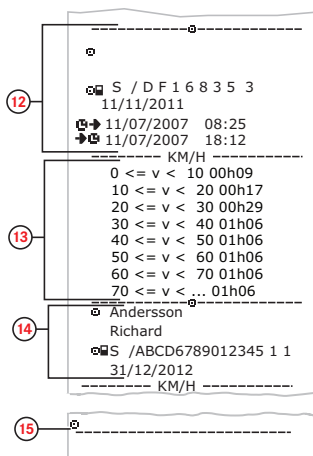 12
S / D F 1 6 8 3 5 3
11/11/2011
11/07/2007 08:25
11/07/2007 18:12
------- KM/H -------
13
0 <= v < 10 00h09
10 <= v < 20 00h17
20 <= v < 30 00h29
30 <= v < 40 01h06
40 <= v < 50 01h06
50 <= v < 60 01h06
60 <= v < 70 01h06
70 <= v < ... 01h06
14
Andersson
Richard
S /ABCD6789012345 1 1
31/12/2012
------- KM/H -------
15